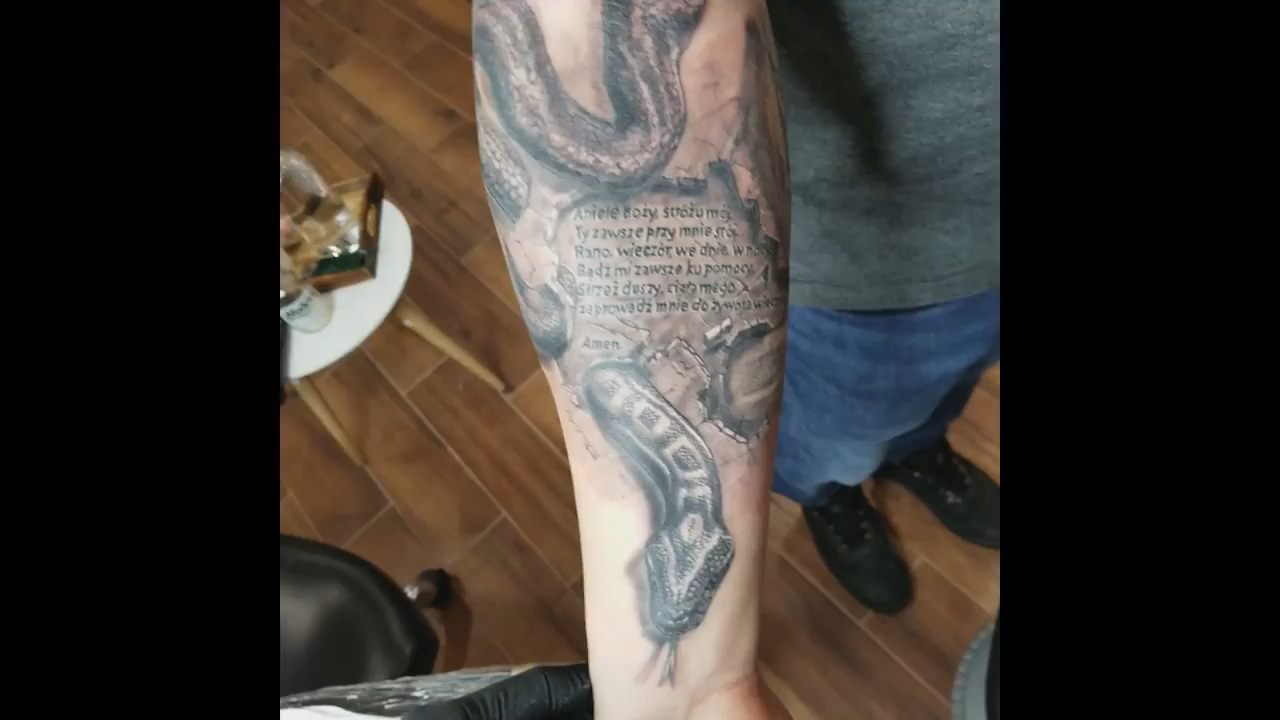 Aniele Boży, stróżu mój,
Ty zawsze przy mnie stój.
Rano, wieczór, we dnie, w nocy
Bądź mi zawsze ku pomocy,
Strzeż duszy, ciała mego
zaprowadź mnie do żywota
Amen